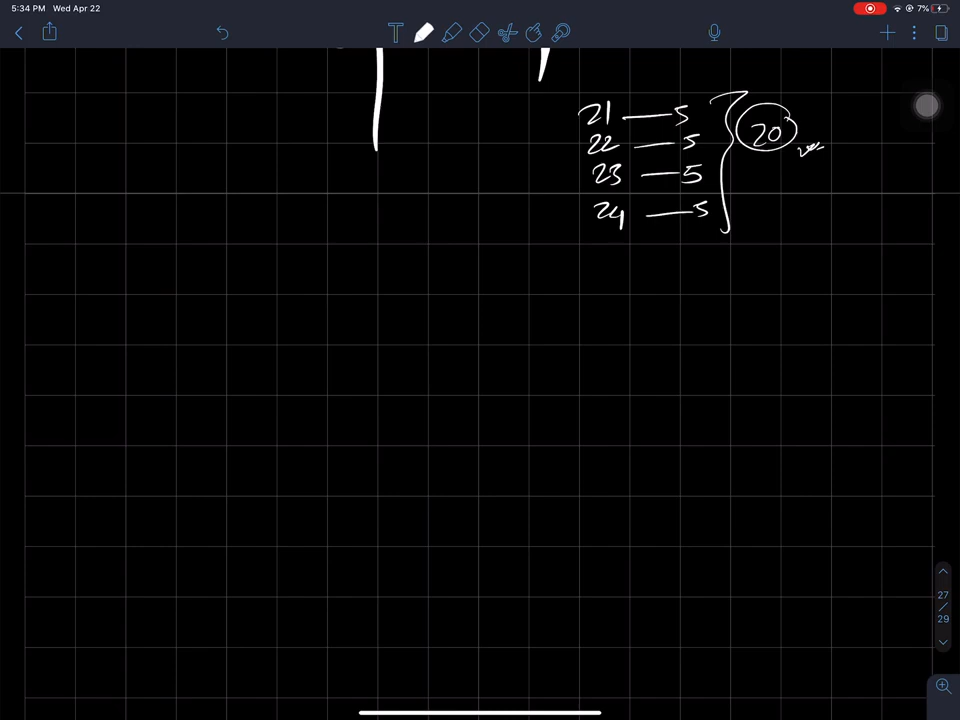 5:34 PM Wed Apr 22
7%
T
21 — 5
22 — 5
23 — 5
24 — 5
20
27
/
29